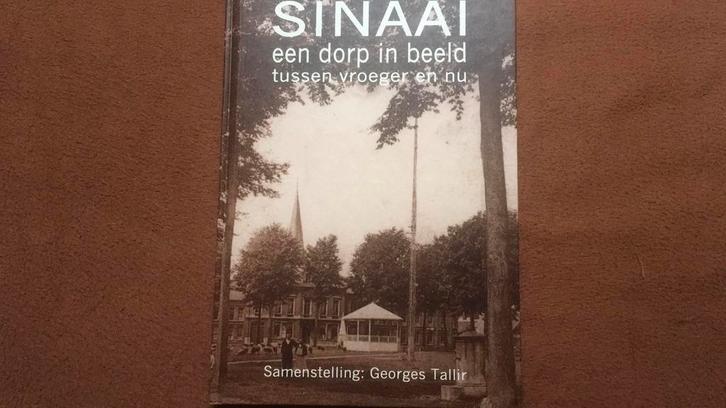 SINAAI
een dorp in beeld
tussen vroeger en nu
Samenstelling: Georges Tallir